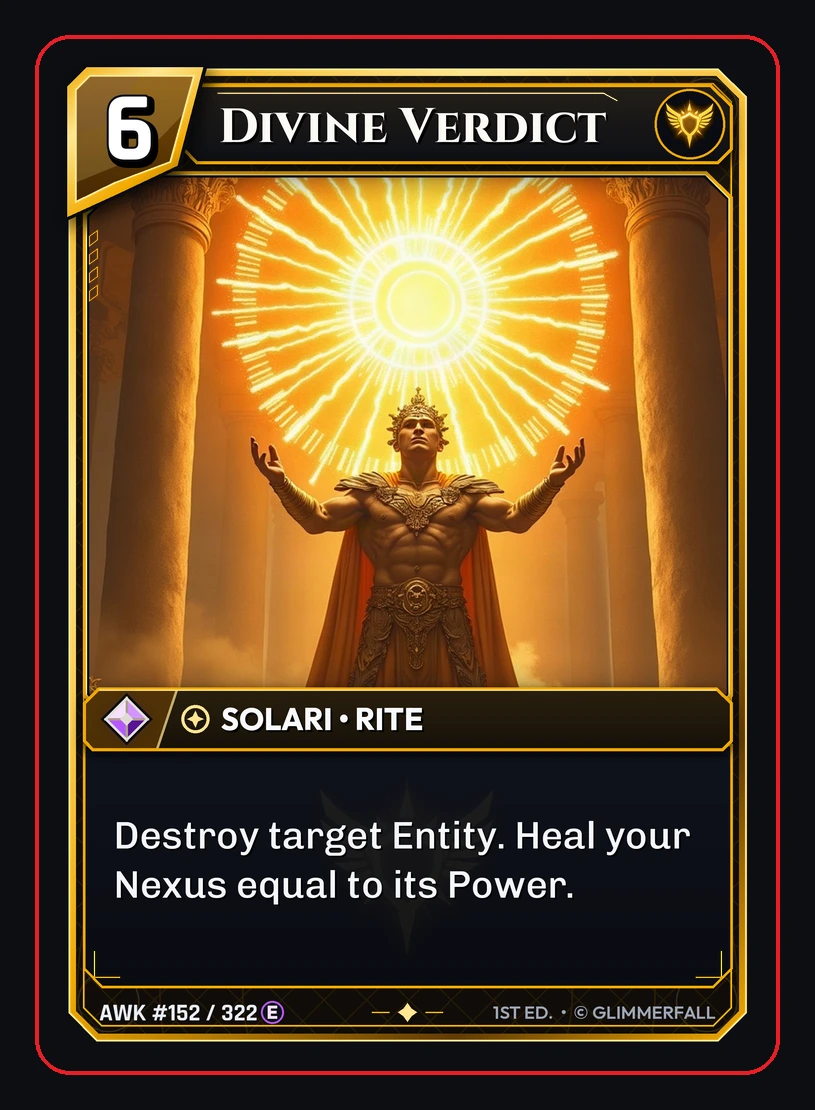 6
DIVINE VERDICT
SOLARI • RITE
Destroy target Entity. Heal your
Nexus equal to its Power.
AWK #152 / 322 E
1ST ED. • © GLIMMERFALL